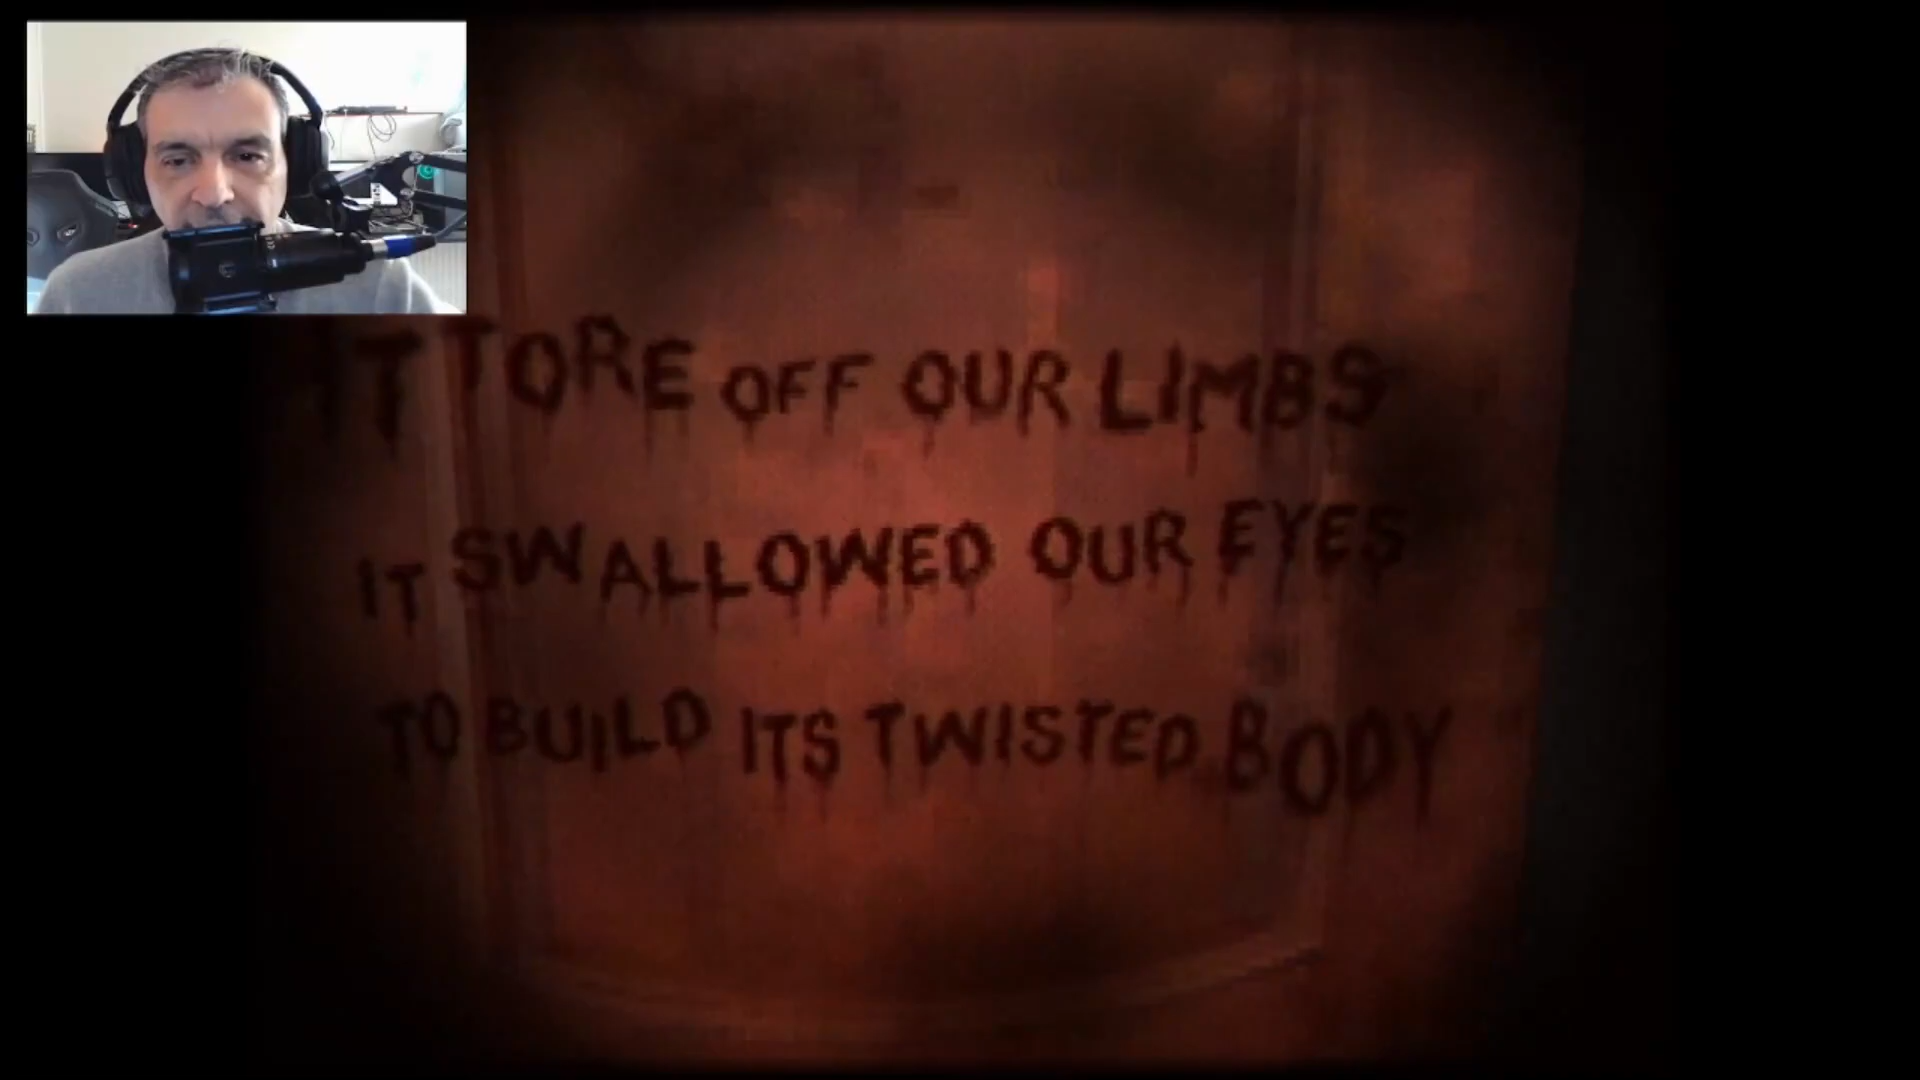 IT TORE OFF OUR LIMBS
IT SWALLOWED OUR EYES
TO BUILD ITS TWISTED BODY